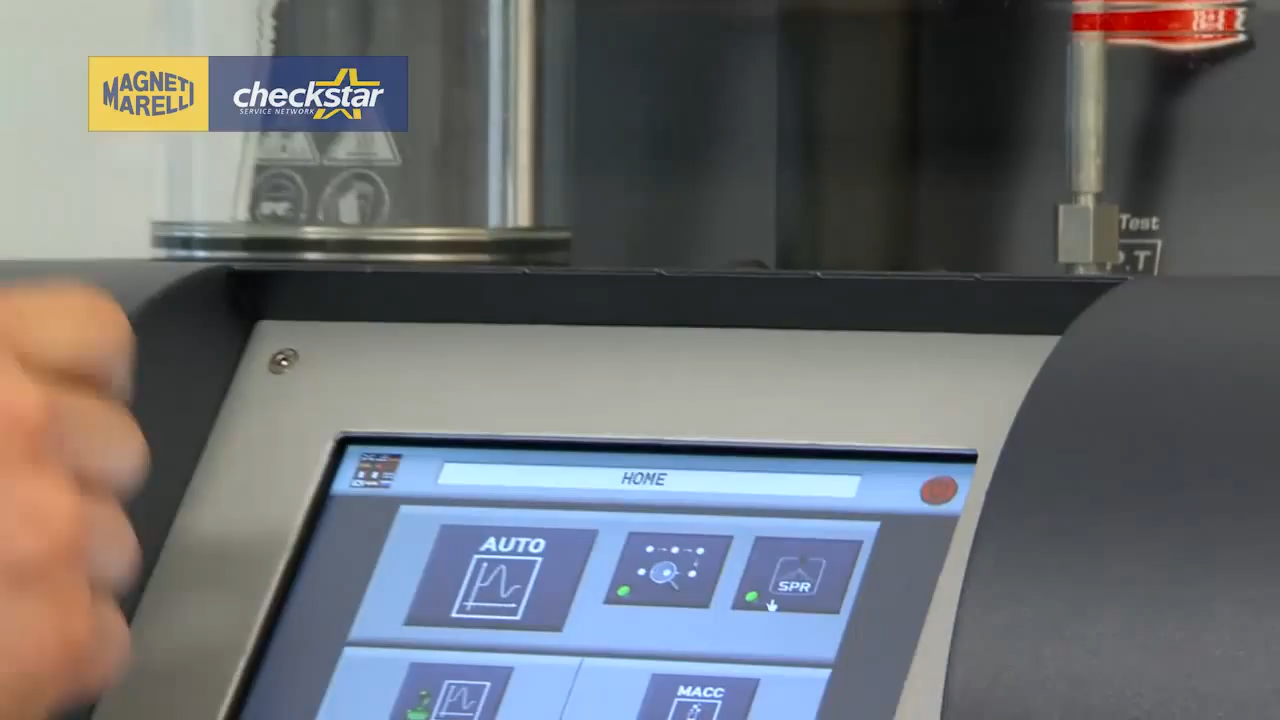 MAGNETI
MARELLI
checkstar
SERVICE NETWORK
Test
P.T
HOME
AUTO
SPR
MACC